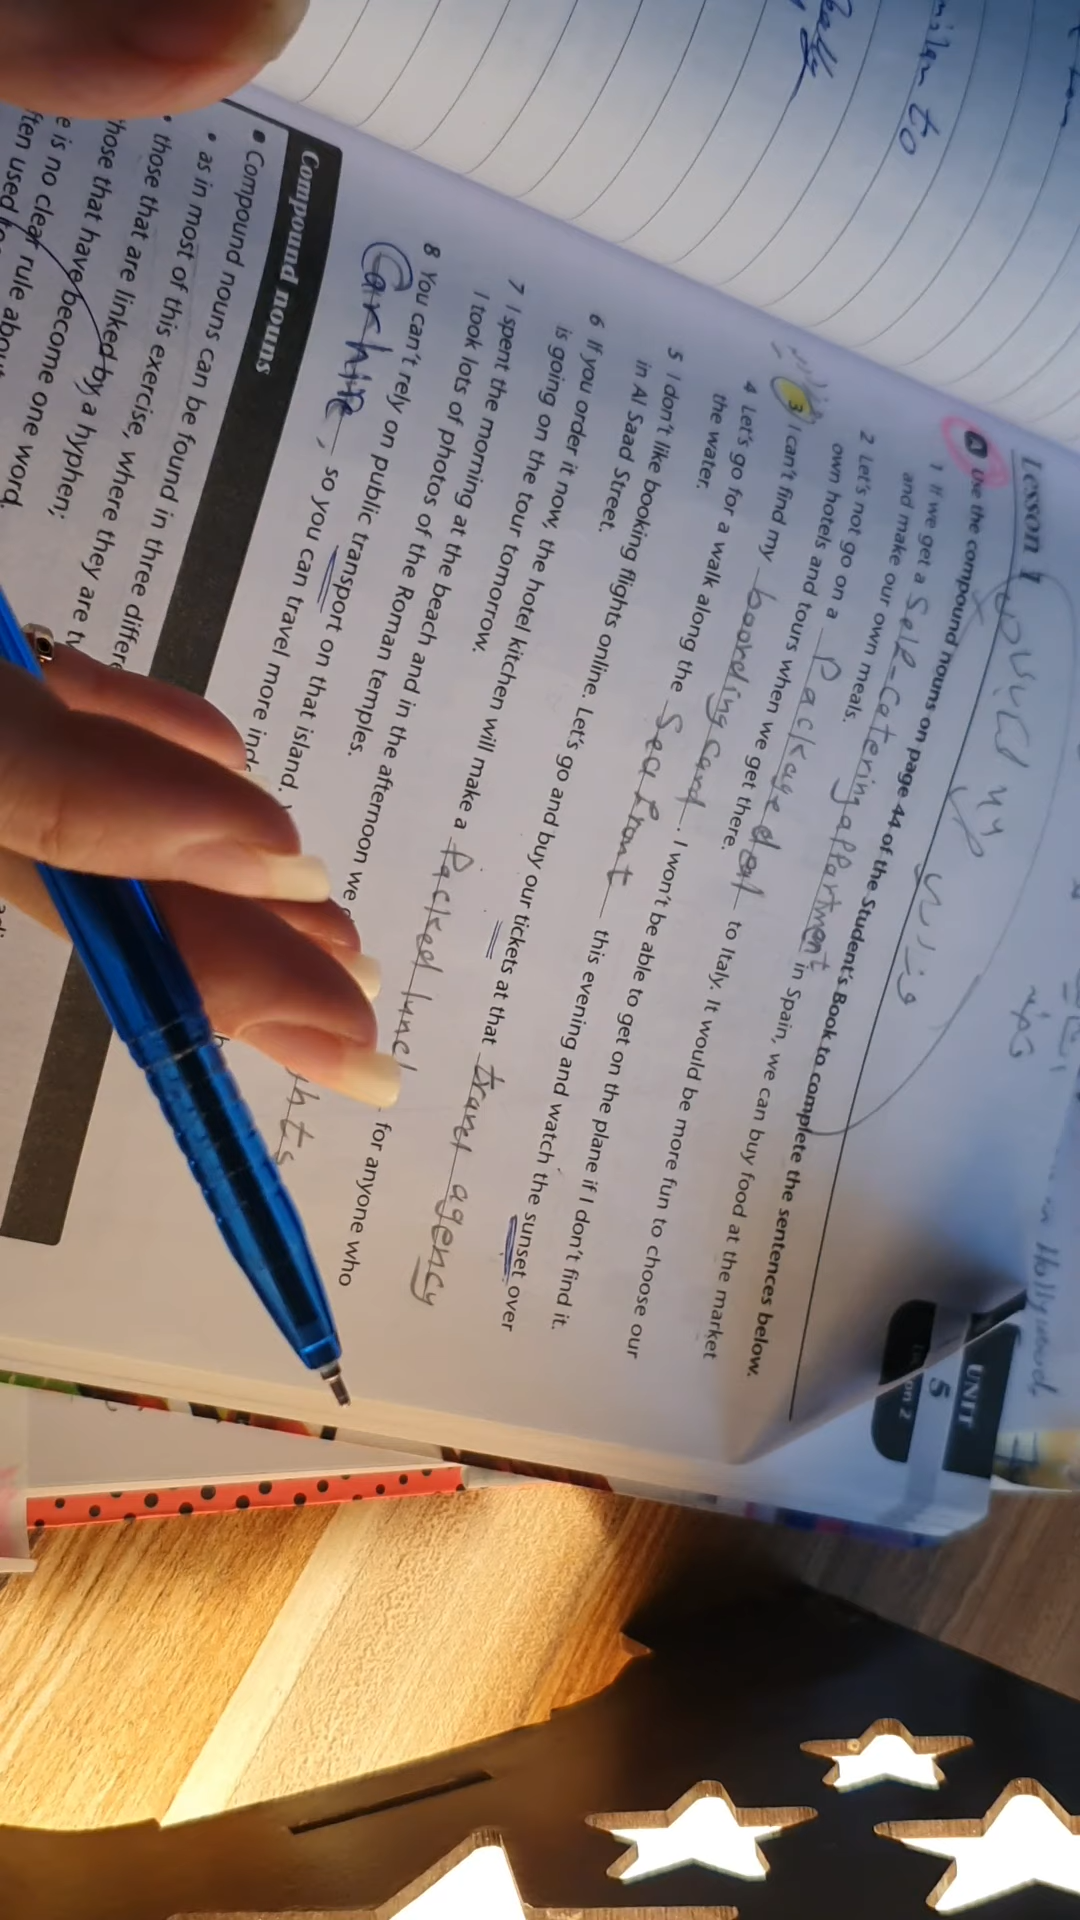 milan to
really
in Hollywood,
UNIT
5
Lesson 1
A Use the compound nouns on page 44 of the Student's Book to complete the sentences below.
1 If we get a Self-catering appartment in Spain, we can buy food at the market
and make our own meals.
2 Let's not go on a package deal to Italy. It would be more fun to choose our
own hotels and tours when we get there.
3 I can't find my boarding card. I won't be able to get on the plane if I don't find it.
4 Let's go for a walk along the Sea front this evening and watch the sunset over
the water.
5 I don't like booking flights online. Let's go and buy our tickets at that travel agency
in Al Saad Street.
6 If you order it now, the hotel kitchen will make a Packed lunch for anyone who
is going on the tour tomorrow.
7 I spent the morning at the beach and in the afternoon we
I took lots of photos of the Roman temples.
8 You can't rely on public transport on that island.
Car hire, so you can travel more
Compound nouns
• Compound nouns can be found in three
• as in most of this exercise, where they are
• those that are linked by a hyphen;
those that have become one word.
e is no clear rule about
ften used